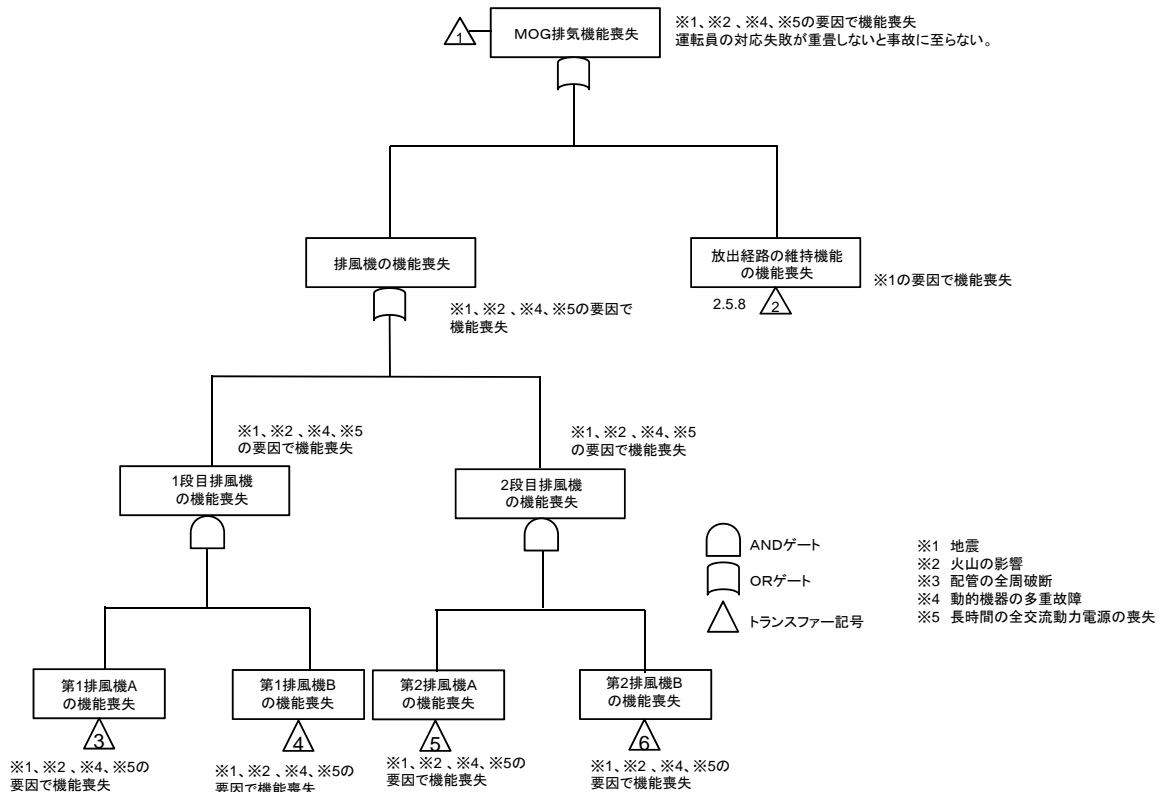 1
MOG排気機能喪失
※1、※2 、※4、※5の要因で機能喪失
運転員の対応失敗が重畳しないと事故に至らない。
排風機の機能喪失
※1、※2 、※4、※5の要因で
機能喪失
放出経路の維持機能
の機能喪失
※1の要因で機能喪失
2.5.8
2
※1、※2 、※4、※5
の要因で機能喪失
1段目排風機
の機能喪失
※1、※2 、※4、※5
の要因で機能喪失
2段目排風機
の機能喪失
ANDゲート
ORゲート
トランスファー記号
※1 地震
※2 火山の影響
※3 配管の全周破断
※4 動的機器の多重故障
※5 長時間の全交流動力電源の喪失
第1排風機A
の機能喪失
3
※1、※2 、※4、※5の
要因で機能喪失
第1排風機B
の機能喪失
4
※1、※2 、※4、※5の
要因で機能喪失
第2排風機A
の機能喪失
5
※1、※2 、※4、※5の
要因で機能喪失
第2排風機B
の機能喪失
6
※1、※2 、※4、※5の
要因で機能喪失